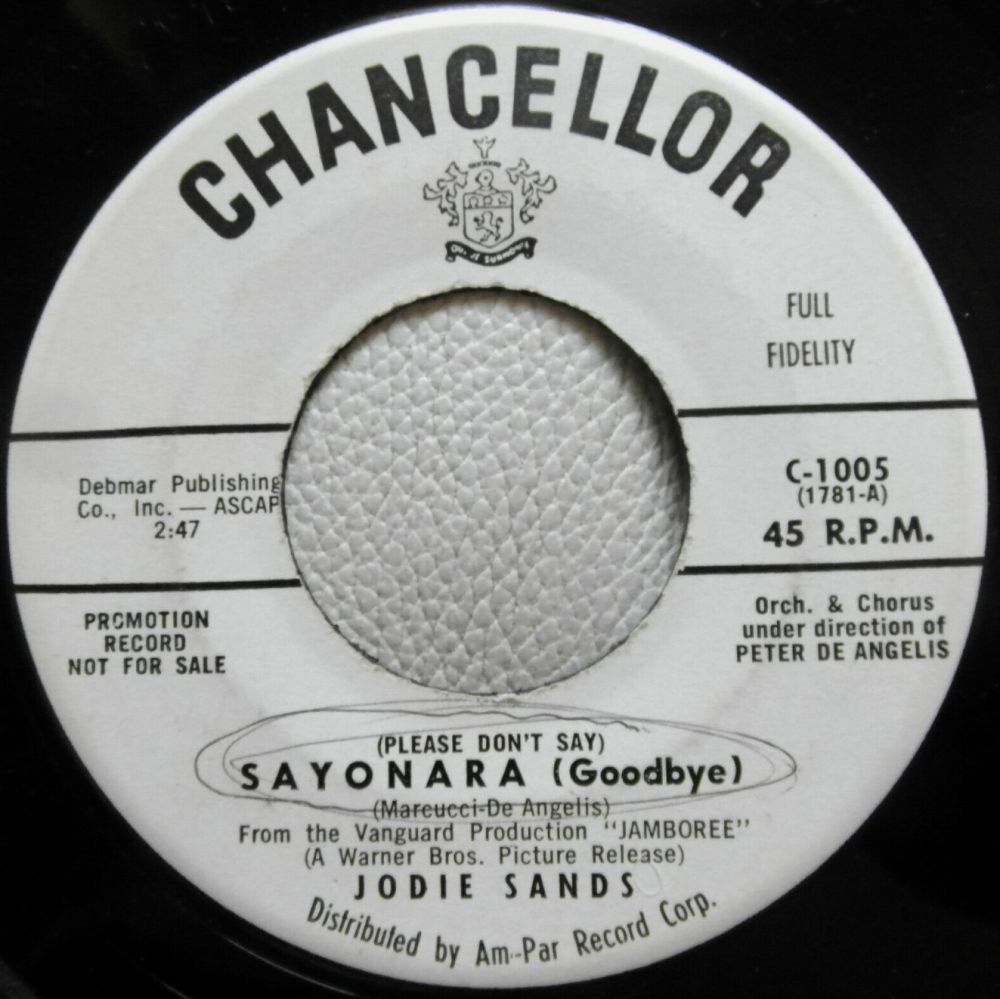 CHANCELLOR
FULL
FIDELITY
Debmar Publishing
Co., Inc. — ASCAP
2:47
C-1005
(1781-A)
45 R.P.M.
PROMOTION
RECORD
NOT FOR SALE
Orch. & Chorus
under direction of
PETER DE ANGELIS
(PLEASE DON'T SAY)
SAYONARA (Goodbye)
(Marcucci-De Angelis)
From the Vanguard Production "JAMBOREE"
(A Warner Bros. Picture Release)
JODIE SANDS
Distributed by Am-Par Record Corp.